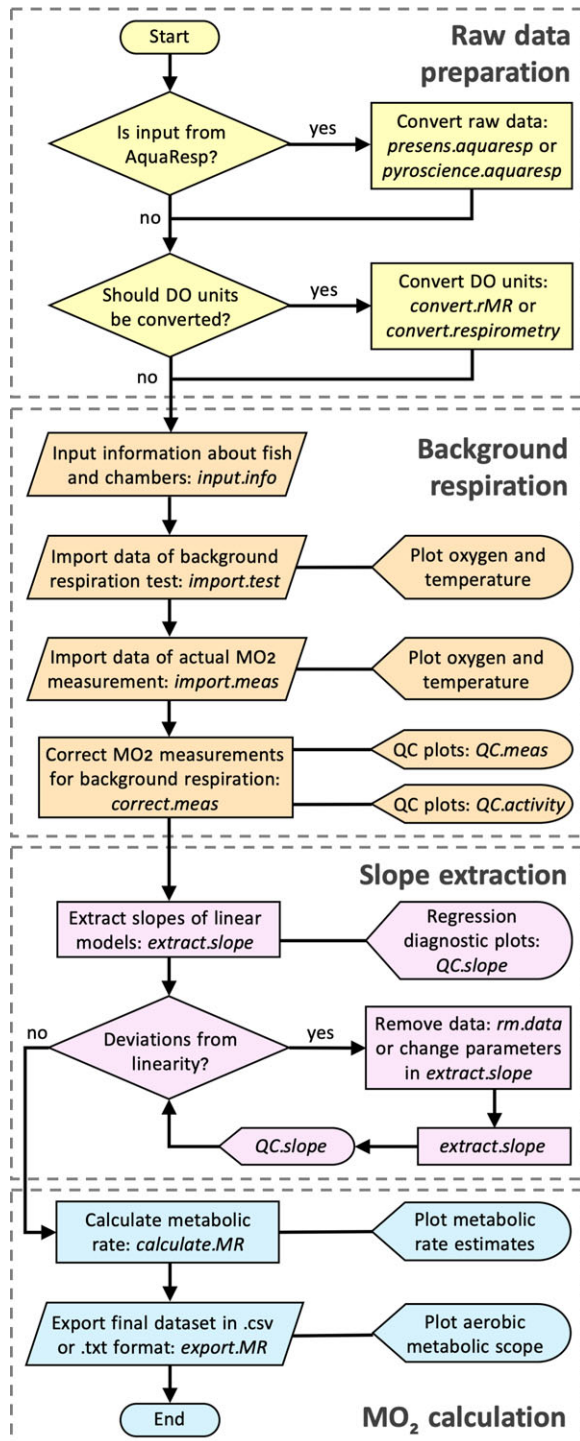 Raw data
preparation
Start
Is input from
AquaResp?
yes
Convert raw data:
presens.aquaresp or
pyroscience.aquaresp
no
Should DO units
be converted?
yes
Convert DO units:
convert.rMR or
convert.respirometry
no
Background
respiration
Input information about fish
and chambers: input.info
Import data of background
respiration test: import.test
Plot oxygen and
temperature
Import data of actual MO2
measurement: import.meas
Plot oxygen and
temperature
Correct MO2 measurements
for background respiration:
correct.meas
QC plots: QC.meas
QC plots: QC.activity
Slope extraction
Extract slopes of linear
models: extract.slope
Regression
diagnostic plots:
QC.slope
no
Deviations from
linearity?
yes
Remove data: rm.data
or change parameters
in extract.slope
QC.slope
extract.slope
Calculate metabolic
rate: calculate.MR
Plot metabolic
rate estimates
Export final dataset in .csv
or .txt format: export.MR
Plot aerobic
metabolic scope
End
MO₂ calculation